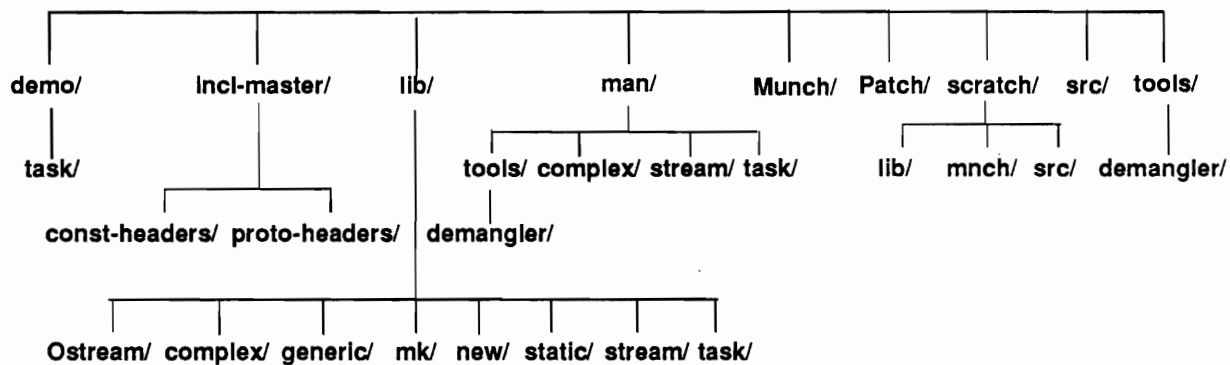 demo/ incl-master/ lib/ man/ Munch/ Patch/ scratch/ src/ tools/
task/ tools/ complex/ stream/ task/ lib/ mnch/ src/ demangler/
const-headers/ proto-headers/ demangler/
Ostream/ complex/ generic/ mk/ new/ static/ stream/ task/